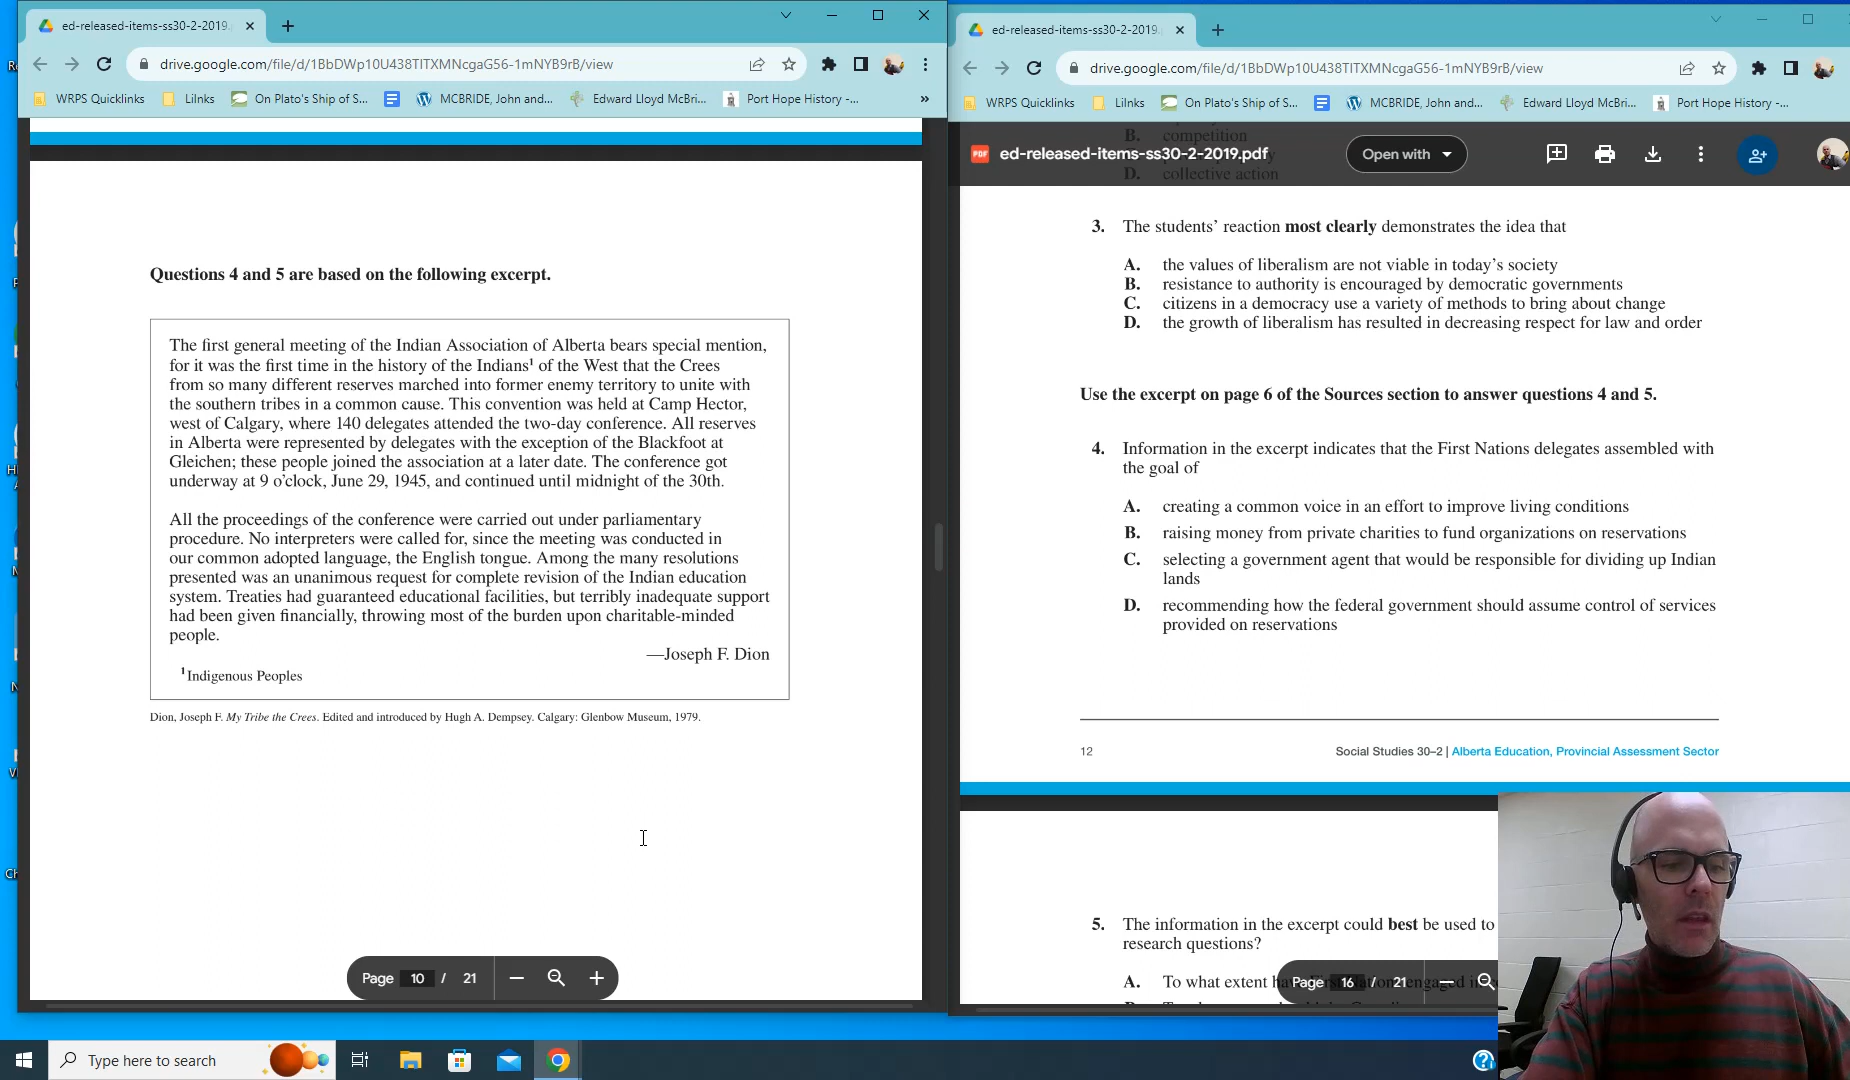 ed-released-items-ss30-2-2019.
drive.google.com/file/d/1BbDWp10U438TlTXMNcgaG56-1mNYB9rB/view
WRPS Quicklinks
LiInks
On Plato's Ship of S...
MCBRIDE, John and...
Edward Lloyd McBri...
Port Hope History -...
»
Questions 4 and 5 are based on the following excerpt.
The first general meeting of the Indian Association of Alberta bears special mention,
for it was the first time in the history of the Indians¹ of the West that the Crees
from so many different reserves marched into former enemy territory to unite with
the southern tribes in a common cause. This convention was held at Camp Hector,
west of Calgary, where 140 delegates attended the two-day conference. All reserves
in Alberta were represented by delegates with the exception of the Blackfoot at
Gleichen; these people joined the association at a later date. The conference got
underway at 9 o'clock, June 29, 1945, and continued until midnight of the 30th.
All the proceedings of the conference were carried out under parliamentary
procedure. No interpreters were called for, since the meeting was conducted in
our common adopted language, the English tongue. Among the many resolutions
presented was an unanimous request for complete revision of the Indian education
system. Treaties had guaranteed educational facilities, but terribly inadequate support
had been given financially, throwing most of the burden upon charitable-minded
people.
—Joseph F. Dion
¹Indigenous Peoples
Dion, Joseph F. My Tribe the Crees. Edited and introduced by Hugh A. Dempsey. Calgary: Glenbow Museum, 1979.
Page 10 / 21
ed-released-items-ss30-2-2019.
drive.google.com/file/d/1BbDWp10U438TlTXMNcgaG56-1mNYB9rB/view
WRPS Quicklinks
LiInks
On Plato's Ship of S...
MCBRIDE, John and...
Edward Lloyd McBri...
Port Hope History -...
B. competition
PDF ed-released-items-ss30-2-2019.pdf
Open with
D. collective action
3. The students' reaction most clearly demonstrates the idea that
A. the values of liberalism are not viable in today's society
B. resistance to authority is encouraged by democratic governments
C. citizens in a democracy use a variety of methods to bring about change
D. the growth of liberalism has resulted in decreasing respect for law and order
Use the excerpt on page 6 of the Sources section to answer questions 4 and 5.
4. Information in the excerpt indicates that the First Nations delegates assembled with
the goal of
A. creating a common voice in an effort to improve living conditions
B. raising money from private charities to fund organizations on reservations
C. selecting a government agent that would be responsible for dividing up Indian
lands
D. recommending how the federal government should assume control of services
provided on reservations
12
Social Studies 30–2 | Alberta Education, Provincial Assessment Sector
5. The information in the excerpt could best be used to
research questions?
A. To what extent
Page 16 / 21
Type here to search